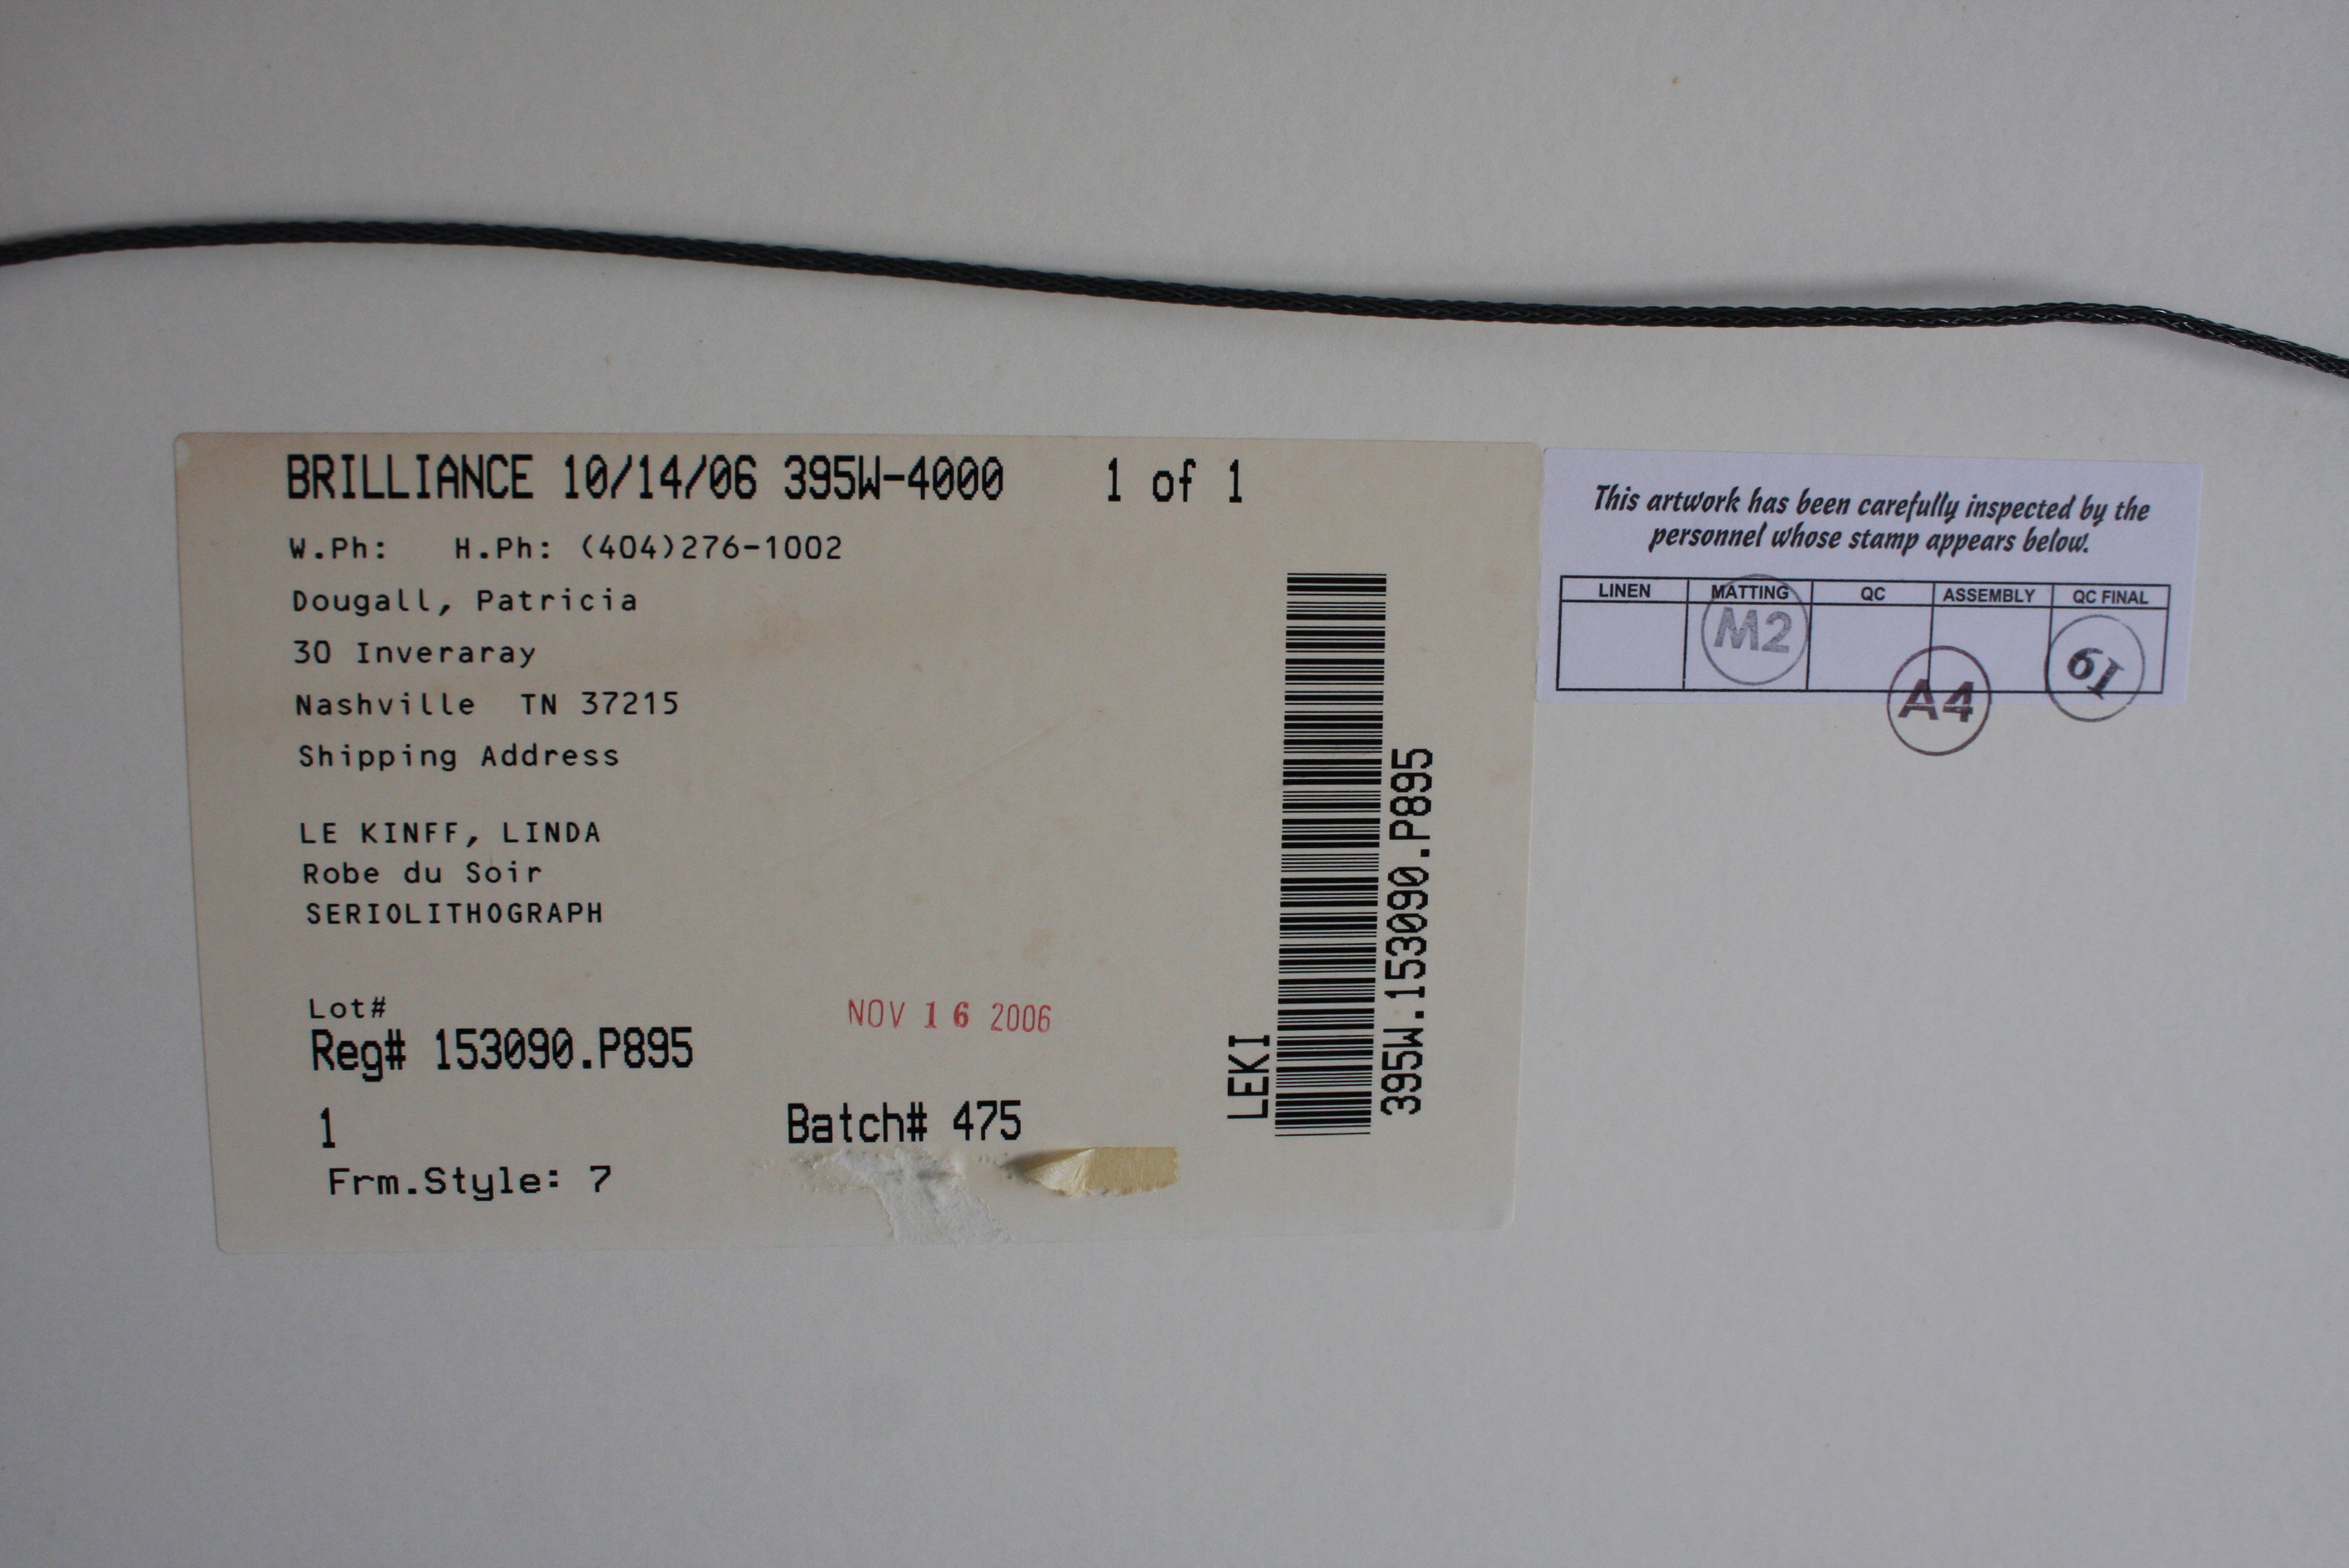 BRILLIANCE 10/14/06 395W-4000 1 of 1
W.Ph: H.Ph: (404)276-1002
Dougall, Patricia
30 Inveraray
Nashville TN 37215
Shipping Address
LE KINFF, LINDA
Robe du Soir
SERIOLITHOGRAPH
Lot#
Reg# 153090.P895
NOV 16 2006
1
Batch# 475
Frm.Style: 7
LEKI
395W.153090.P895
This artwork has been carefully inspected by the
personnel whose stamp appears below.
LINEN MATTING QC ASSEMBLY QC FINAL
M2
A4